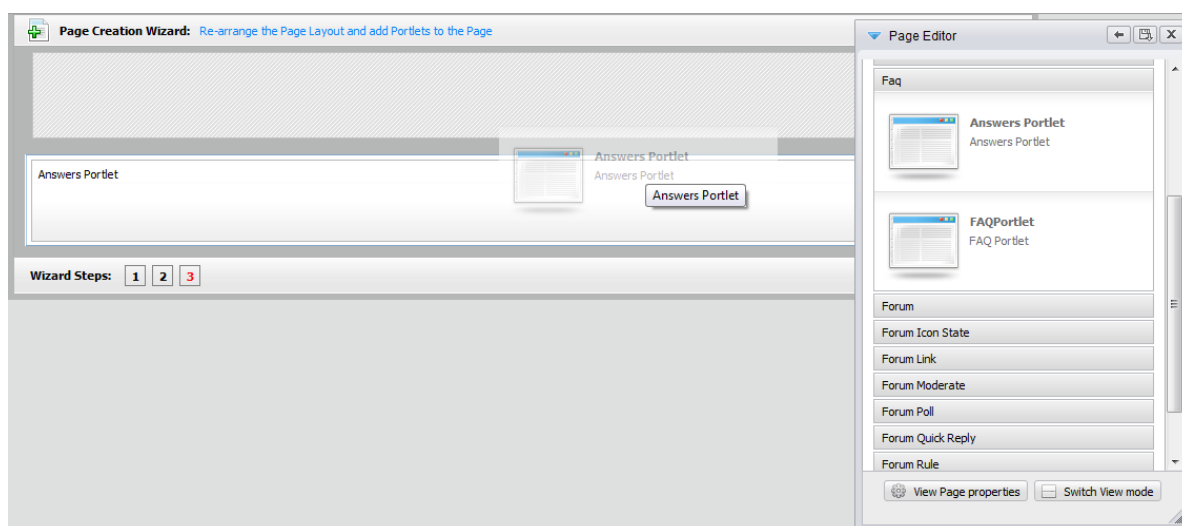 Page Creation Wizard: Re-arrange the Page Layout and add Portlets to the Page
Answers Portlet
Answers Portlet
Answers Portlet
Answers Portlet
Wizard Steps: 1 2 3
Page Editor
Faq
Answers Portlet
Answers Portlet
FAQPortlet
FAQ Portlet
Forum
Forum Icon State
Forum Link
Forum Moderate
Forum Poll
Forum Quick Reply
Forum Rule
View Page properties Switch View mode